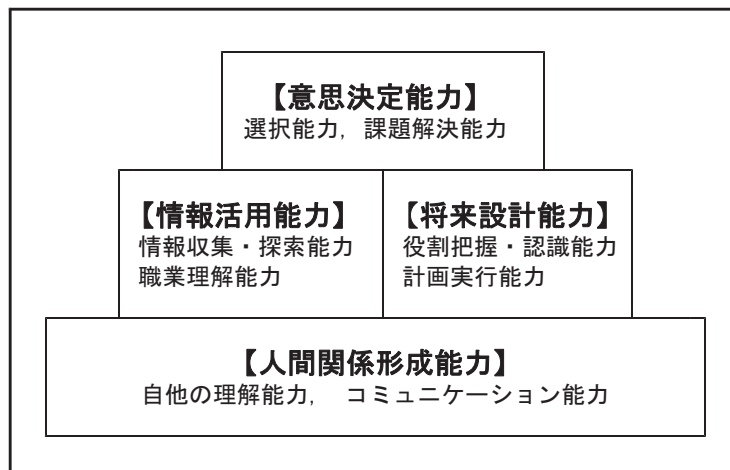 【意思決定能力】
選択能力，課題解決能力
【情報活用能力】
情報収集・探索能力
職業理解能力
【将来設計能力】
役割把握・認識能力
計画実行能力
【人間関係形成能力】
自他の理解能力，　コミュニケーション能力